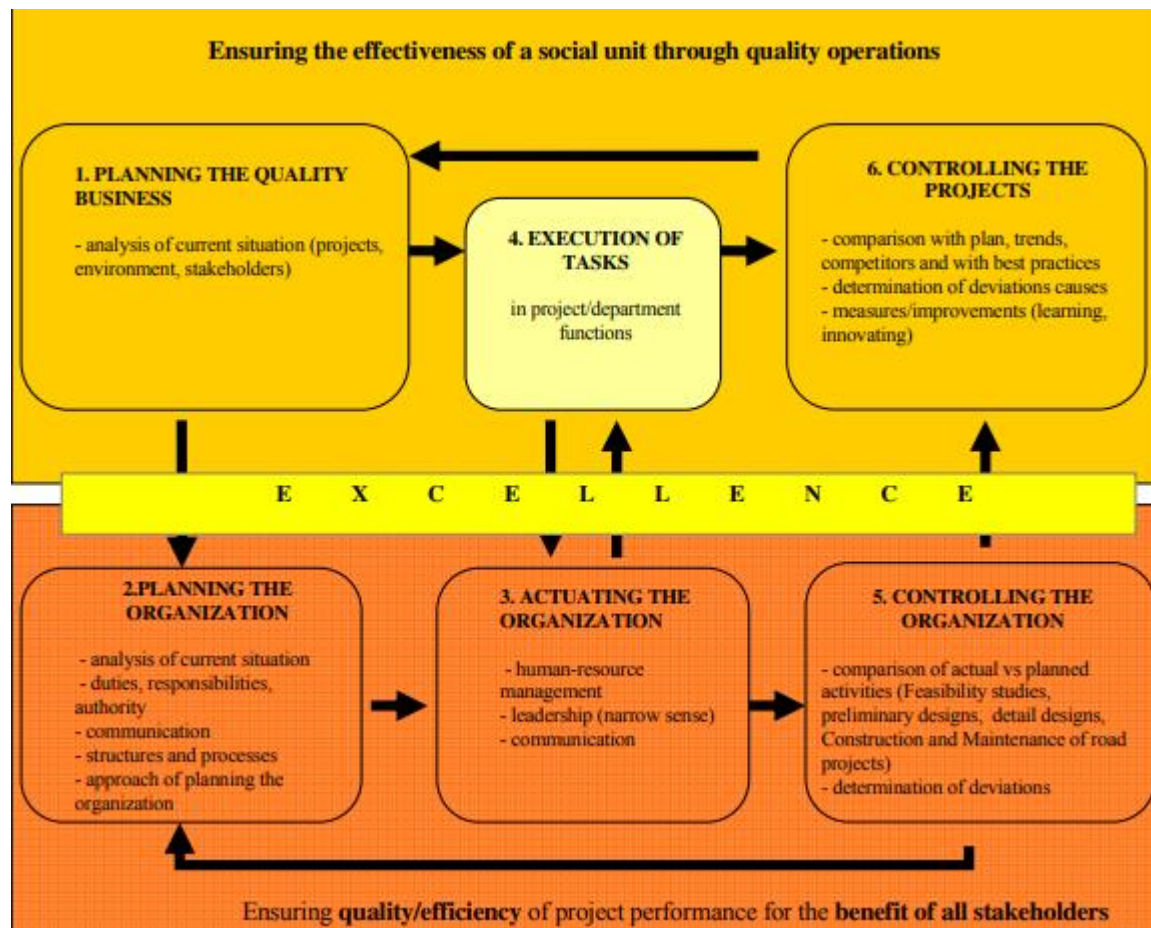 Ensuring the effectiveness of a social unit through quality operations
1. PLANNING THE QUALITY
BUSINESS
- analysis of current situation (projects,
environment, stakeholders)
4. EXECUTION OF
TASKS
in project/department
functions
6. CONTROLLING THE
PROJECTS
- comparison with plan, trends,
competitors and with best practices
- determination of deviations causes
- measures/improvements (learning,
innovating)
E X C E L L E N C E
2.PLANNING THE
ORGANIZATION
- analysis of current situation
- duties, responsibilities,
authority
- communication
- structures and processes
- approach of planning the
organization
3. ACTUATING THE
ORGANIZATION
- human-resource
management
- leadership (narrow sense)
- communication
5. CONTROLLING THE
ORGANIZATION
- comparison of actual vs planned
activities (Feasibility studies,
preliminary designs, detail designs,
Construction and Maintenance of road
projects)
- determination of deviations
Ensuring quality/efficiency of project performance for the benefit of all stakeholders